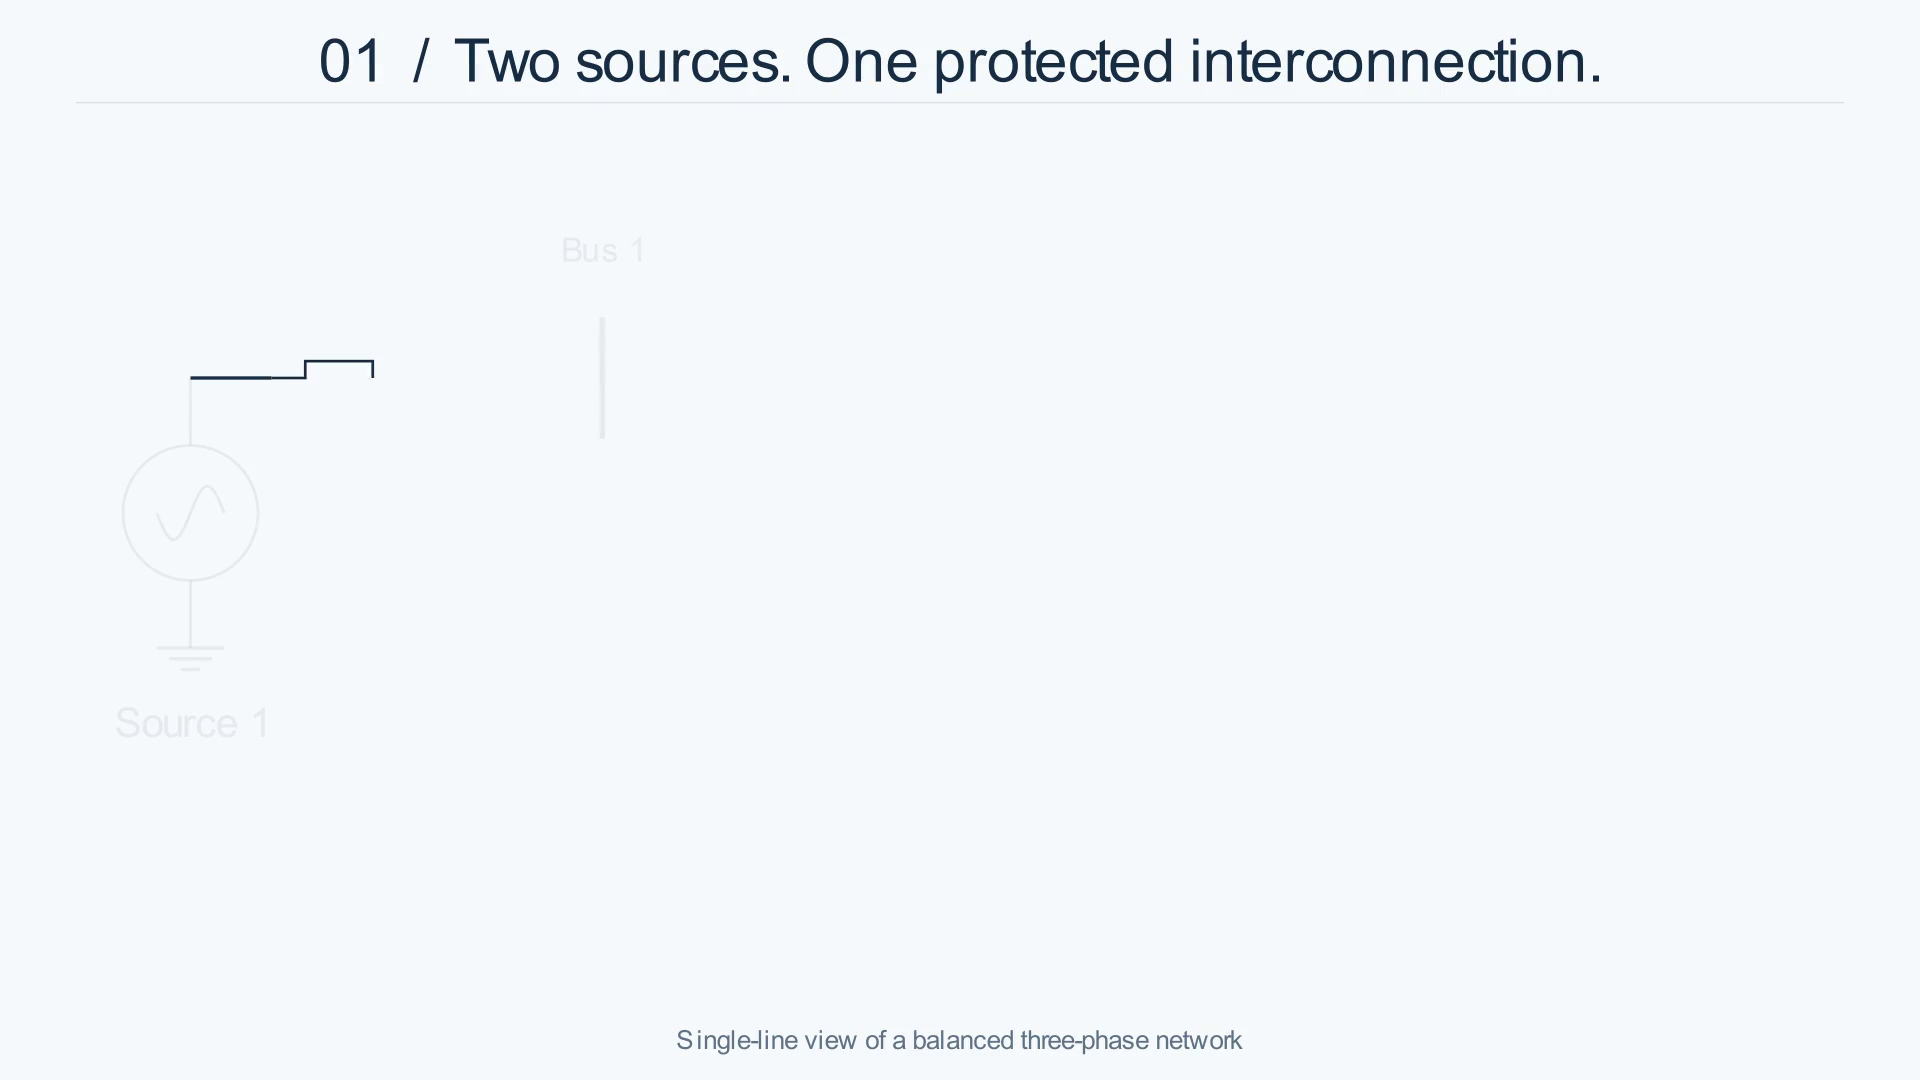 01 / Two sources. One protected interconnection.
Bus 1
Source 1
Single-line view of a balanced three-phase network